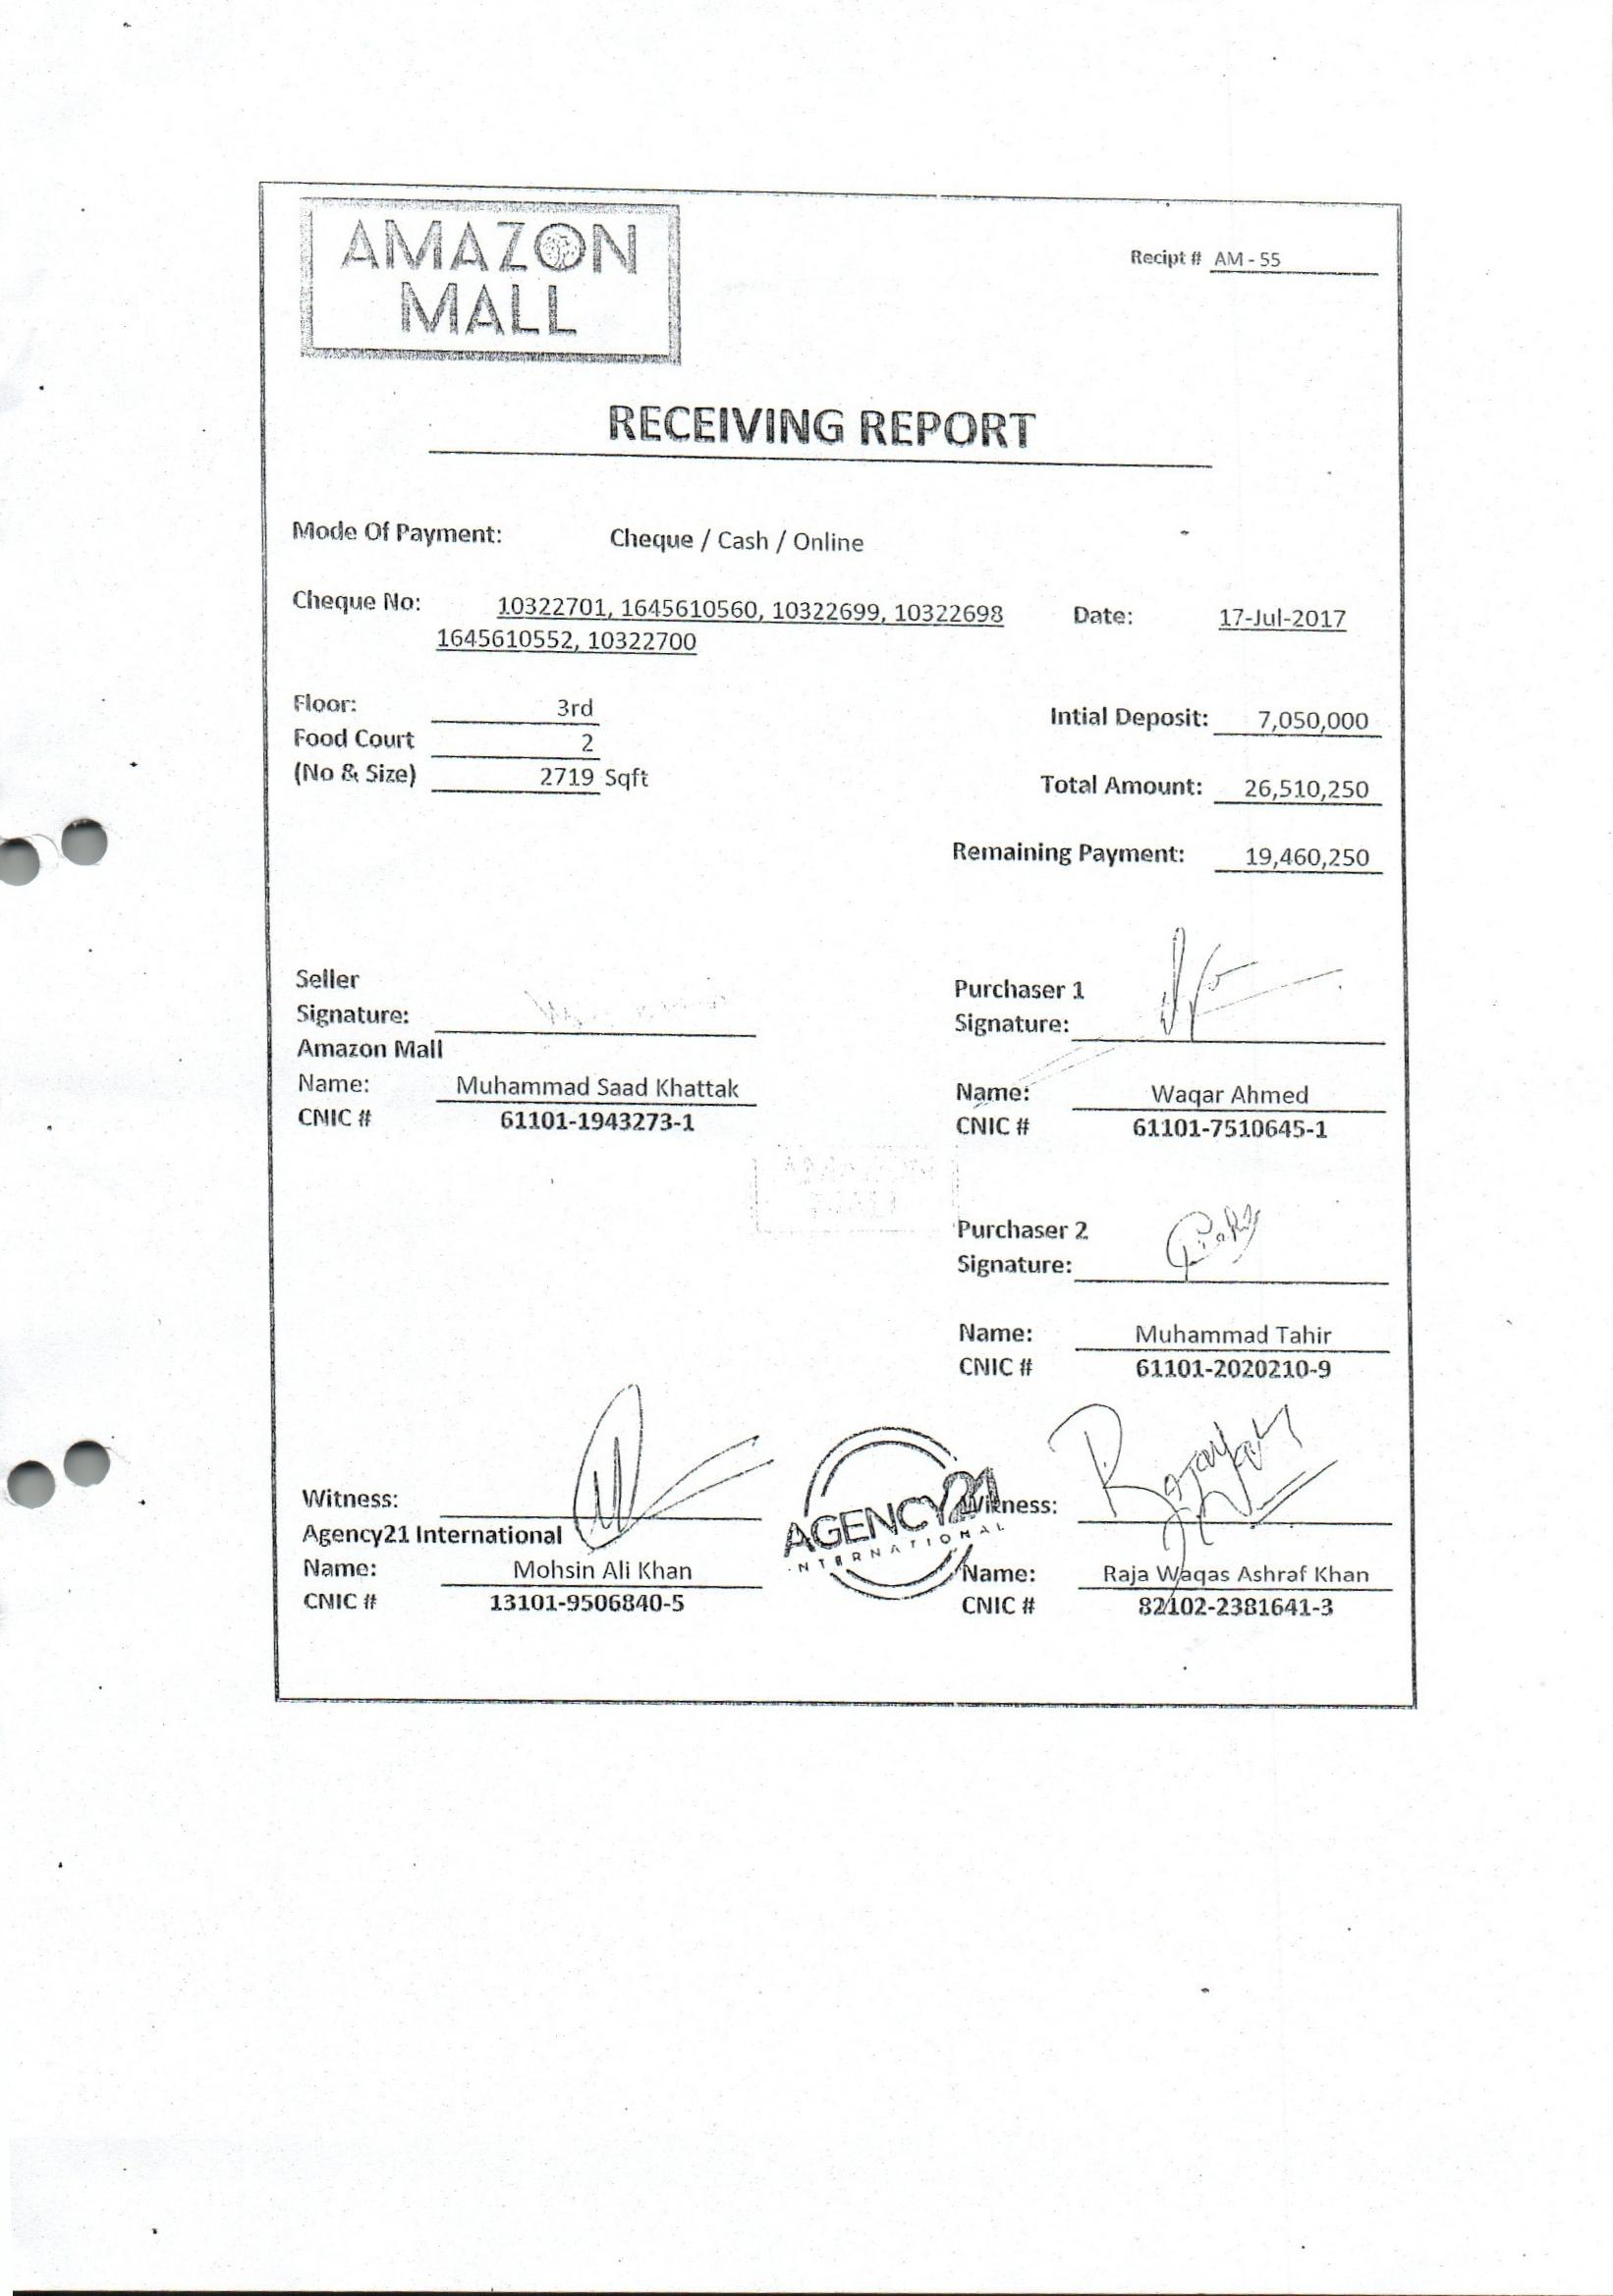 AMAZON
MALL
Recipt # AM - 55
RECEIVING REPORT
Mode Of Payment: Cheque / Cash / Online
Cheque No: 10322701, 1645610560, 10322699, 10322698 Date: 17-Jul-2017
1645610552, 10322700
Floor: 3rd Intial Deposit: 7,050,000
Food Court 2
(No & Size) 2719 Sqft Total Amount: 26,510,250
Remaining Payment: 19,460,250
Seller Purchaser 1
Signature: Signature:
Amazon Mall
Name: Muhammad Saad Khattak Name: Waqar Ahmed
CNIC # 61101-1943273-1 CNIC # 61101-7510645-1
AMAZON
MALL
Purchaser 2
Signature:
Name: Muhammad Tahir
CNIC # 61101-2020210-9
Witness: AGENCY21 Witness:
Agency21 International INTERNATIONAL
Name: Mohsin Ali Khan Name: Raja Waqas Ashraf Khan
CNIC # 13101-9506840-5 CNIC # 82102-2381641-3